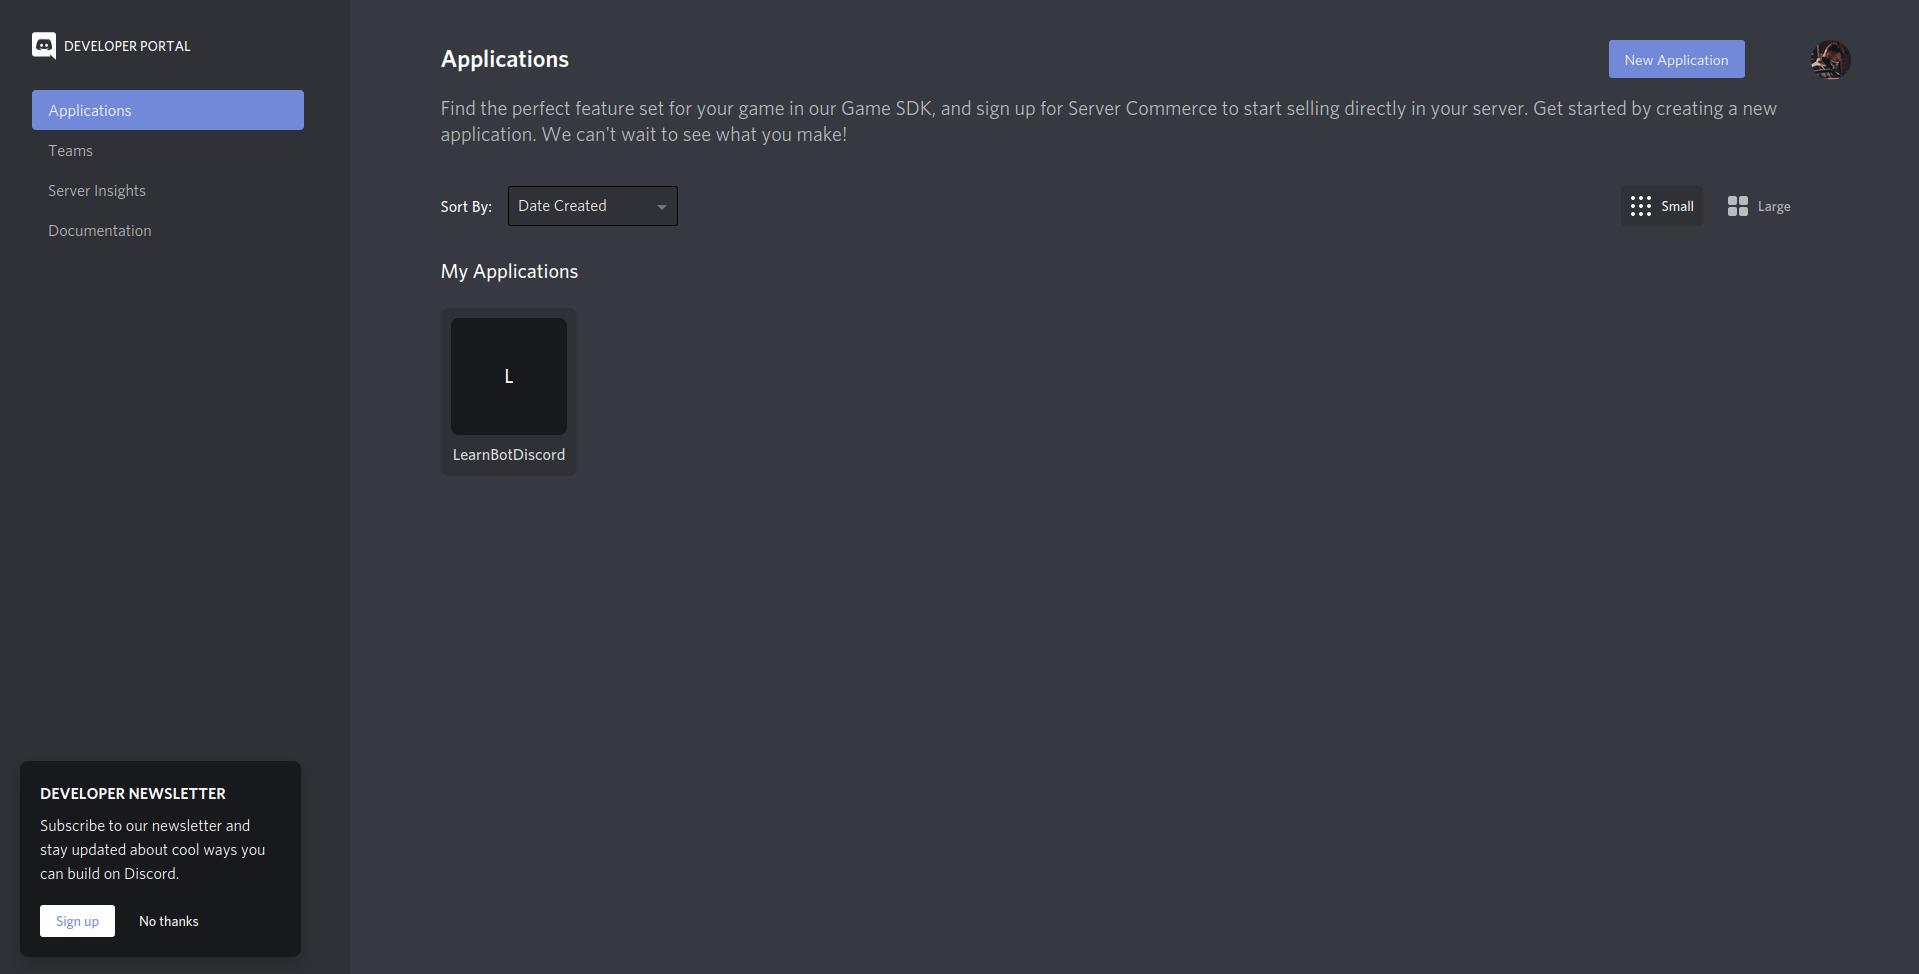 DEVELOPER PORTAL
Applications
Teams
Server Insights
Documentation
Applications
New Application
Find the perfect feature set for your game in our Game SDK, and sign up for Server Commerce to start selling directly in your server. Get started by creating a new
application. We can't wait to see what you make!
Sort By:
Date Created
Small
Large
My Applications
L
LearnBotDiscord
DEVELOPER NEWSLETTER
Subscribe to our newsletter and
stay updated about cool ways you
can build on Discord.
Sign up
No thanks